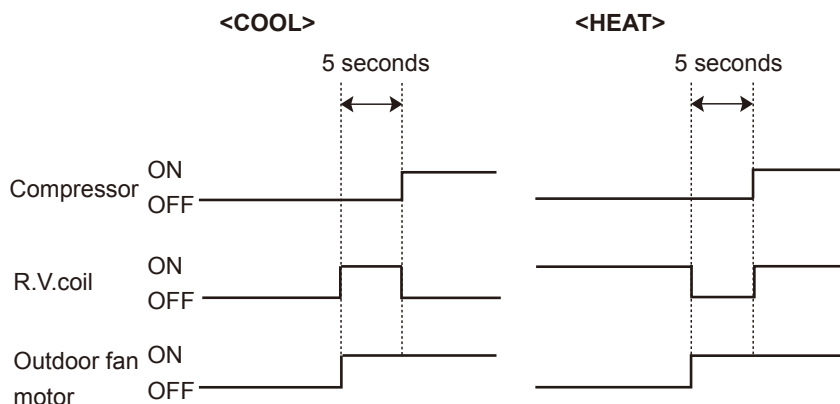 <COOL>
<HEAT>
5 seconds
5 seconds
Compressor
ON
OFF
R.V.coil
ON
OFF
Outdoor fan
motor
ON
OFF